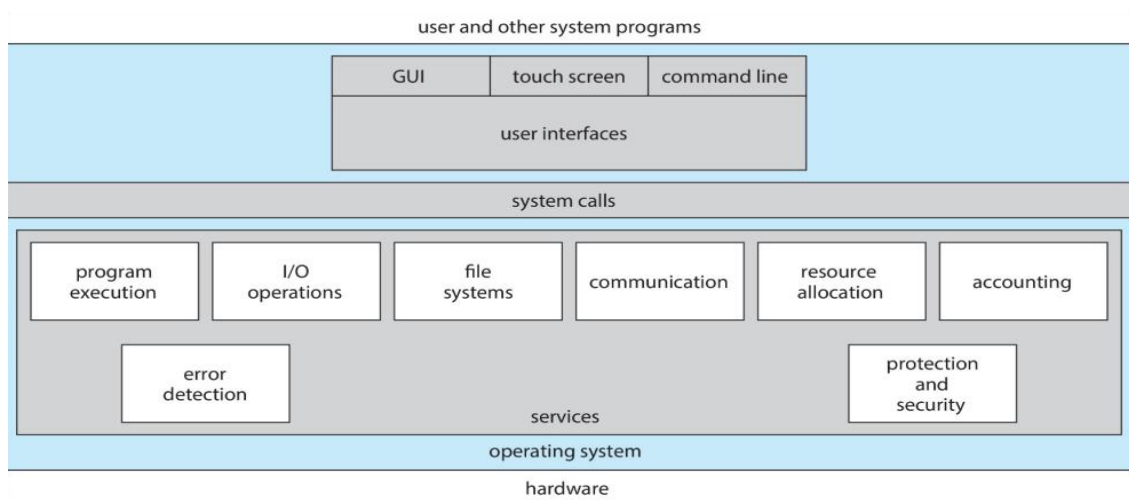 user and other system programs
GUI
touch screen
command line
user interfaces
system calls
program
execution
I/O
operations
file
systems
communication
resource
allocation
accounting
error
detection
protection
and
security
services
operating system
hardware